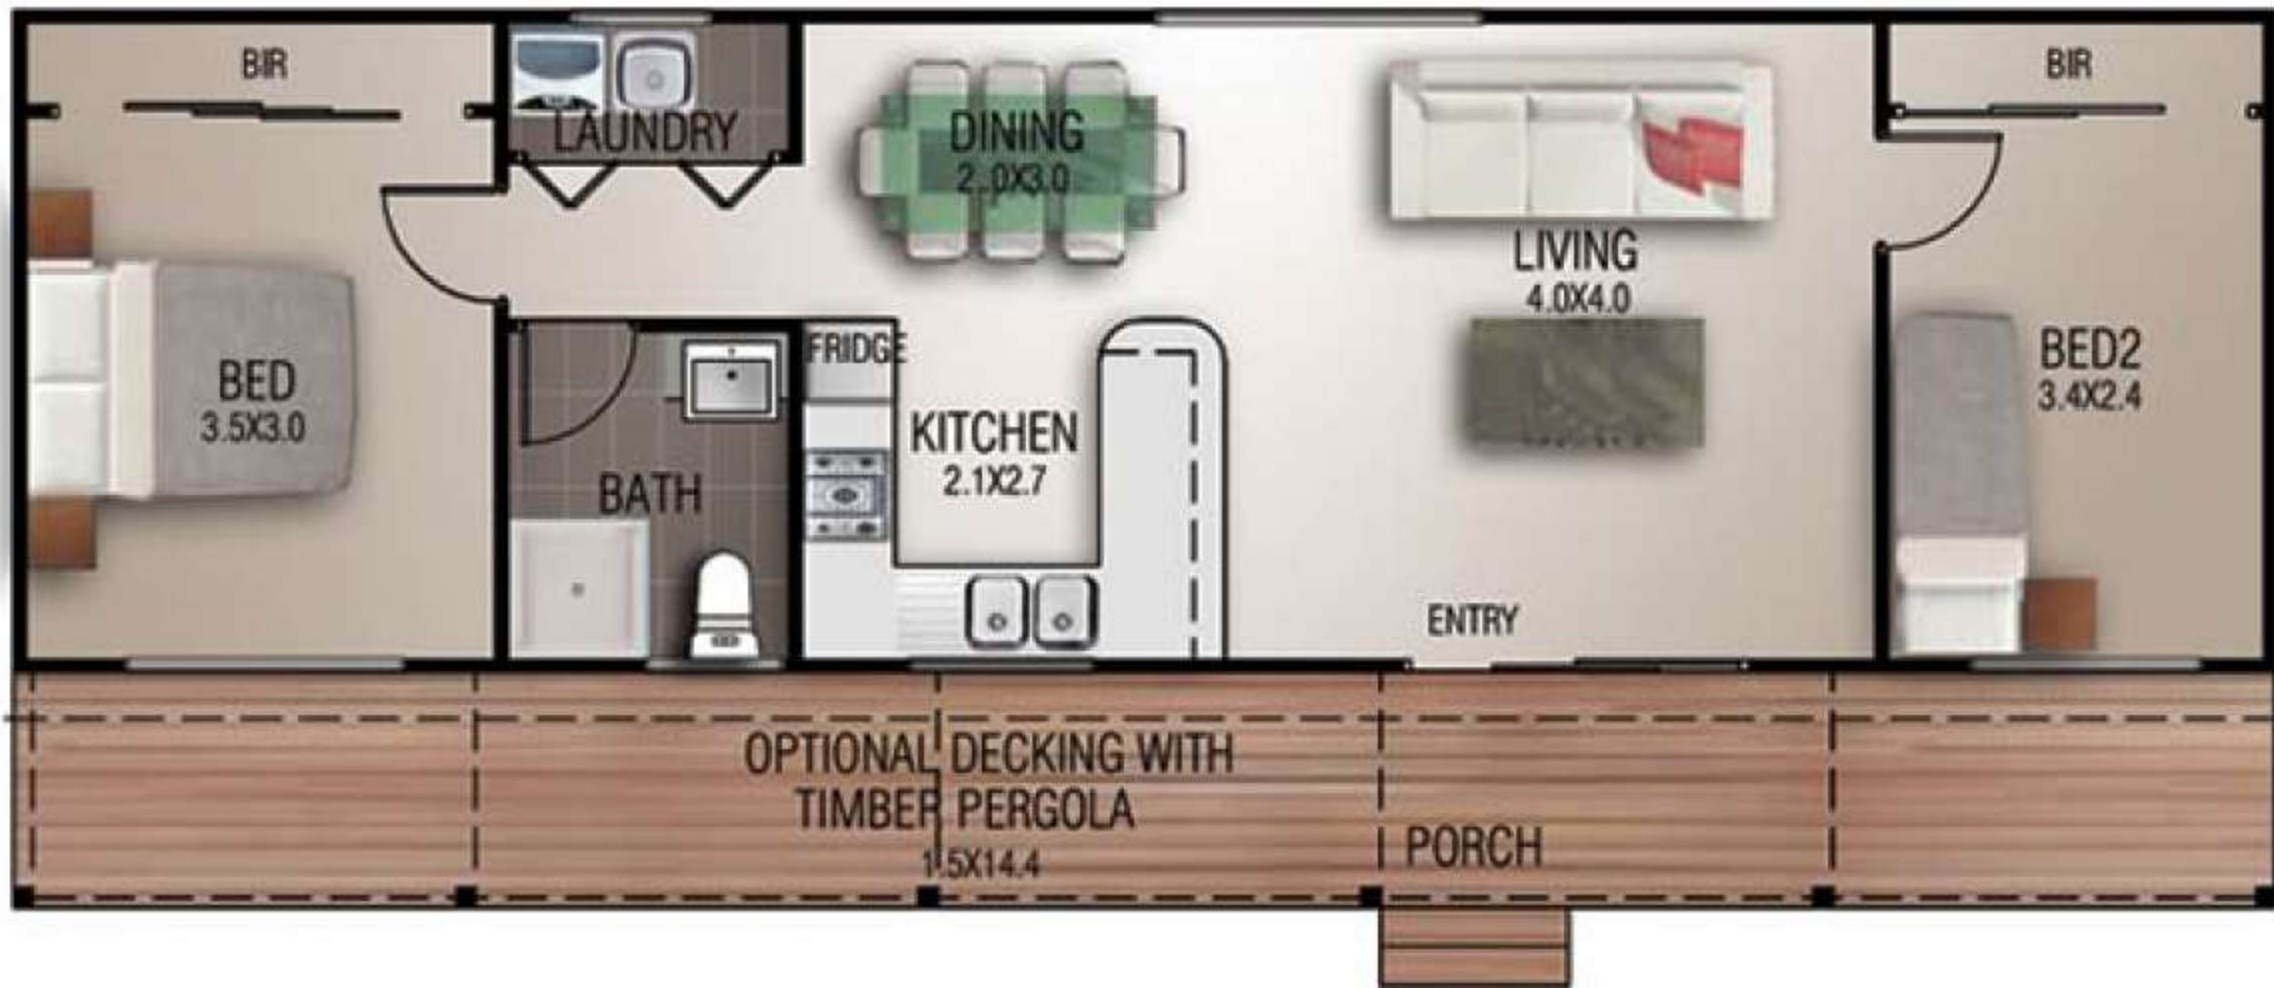 BIR
LAUNDRY
DINING
2.0X3.0
BIR
LIVING
4.0X4.0
BED
3.5X3.0
FRIDGE
KITCHEN
2.1X2.7
BED2
3.4X2.4
BATH
ENTRY
OPTIONAL DECKING WITH
TIMBER PERGOLA
1.5X14.4
PORCH